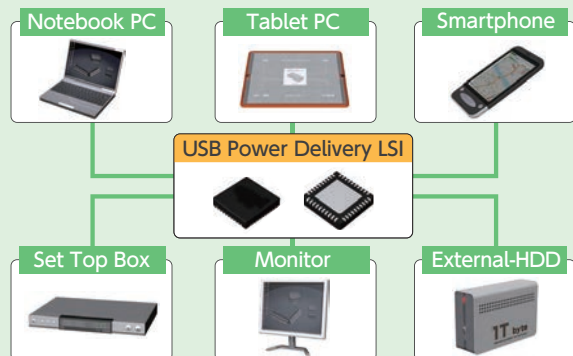 Notebook PC
Tablet PC
Smartphone
USB Power Delivery LSI
Set Top Box
Monitor
External-HDD
1T byte